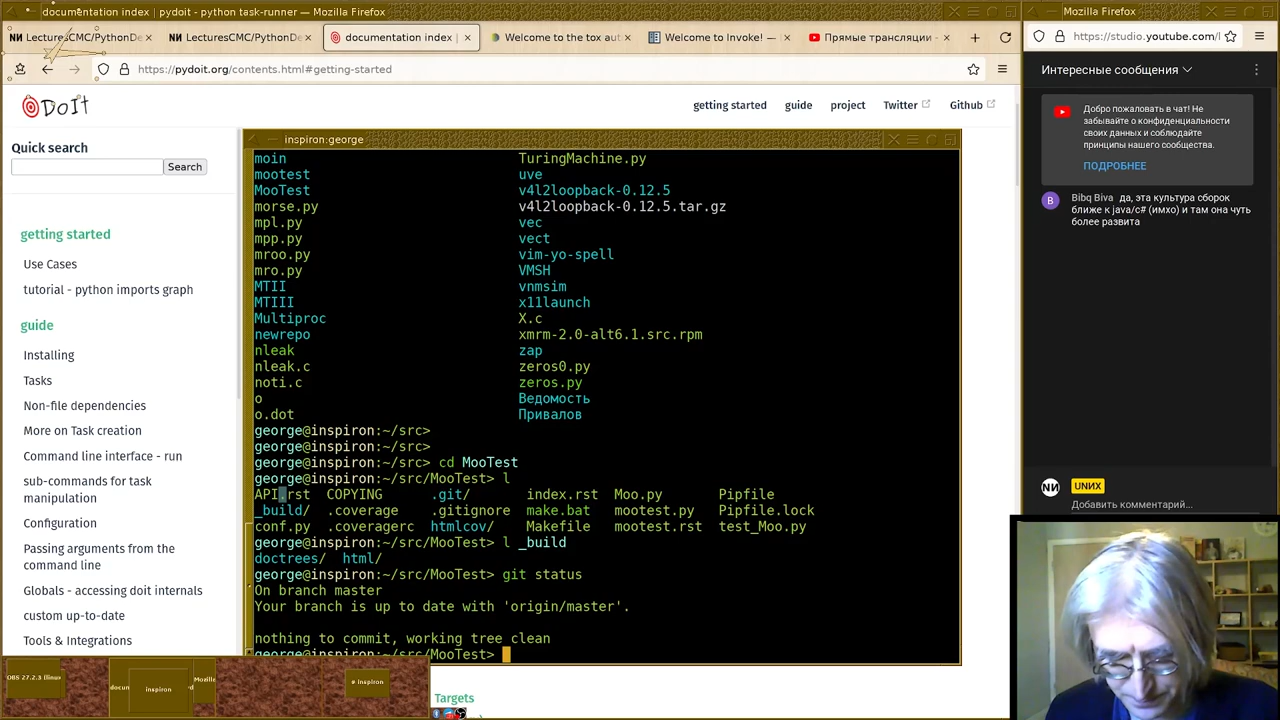 documentation index | pydoit - python task-runner — Mozilla Firefox
Mozilla Firefox
LecturesCMC/PythonDe
LecturesCMC/PythonDe
documentation index |
Welcome to the tox aut
Welcome to Invoke!
Прямые трансляции -
https://pydoit.org/contents.html#getting-started
https://studio.youtube.com/l
DoIt
getting started
guide
project
Twitter
Github
Quick search
Search
getting started
Use Cases
tutorial - python imports graph
guide
Installing
Tasks
Non-file dependencies
More on Task creation
Command line interface - run
sub-commands for task
manipulation
Configuration
Passing arguments from the
command line
Globals - accessing doit internals
custom up-to-date
Tools & Integrations
inspiron:george
moin TuringMachine.py
mootest uve
MooTest v4l2loopback-0.12.5
morse.py v4l2loopback-0.12.5.tar.gz
mpl.py vec
mpp.py vect
mroo.py vim-yo-spell
mro.py VMSH
MTII vnmsim
MTIII x11launch
Multiproc X.c
newrepo xmrm-2.0-alt6.1.src.rpm
nleak zap
nleak.c zeros0.py
noti.c zeros.py
o Ведомость
o.dot Привалов
george@inspiron:~/src>
george@inspiron:~/src>
george@inspiron:~/src> cd MooTest
george@inspiron:~/src/MooTest> l
API.rst COPYING .git/ index.rst Moo.py Pipfile
_build/ .coverage .gitignore make.bat mootest.py Pipfile.lock
conf.py .coveragerc htmlcov/ Makefile mootest.rst test_Moo.py
george@inspiron:~/src/MooTest> l _build
doctrees/ html/
george@inspiron:~/src/MooTest> git status
On branch master
Your branch is up to date with 'origin/master'.
nothing to commit, working tree clean
george@inspiron:~/src/MooTest>
Targets
Интересные сообщения
Добро пожаловать в чат! Не
забывайте о конфиденциальности
своих данных и соблюдайте
принципы нашего сообщества.
ПОДРОБНЕЕ
B
Bibq Biva да, эта культура сборок
ближе к java/c# (имхо) и там она чуть
более развита
UNИX
Добавить комментарий...
OBS 27.2.3 (linux
docun
inspiron
Mozilla
inspiron